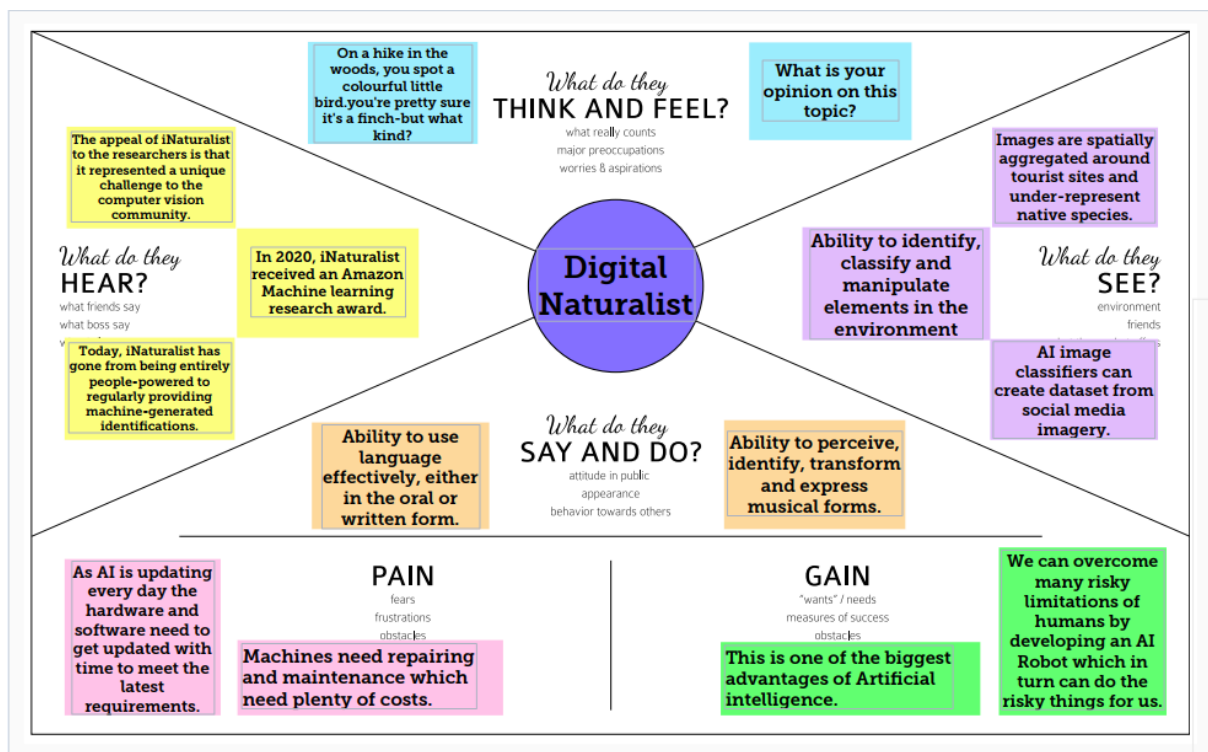 On a hike in the
woods, you spot a
colourful little
bird.you're pretty sure
it's a finch-but what
kind?
What do they
THINK AND FEEL?
what really counts
major preoccupations
worries & aspirations
What is your
opinion on this
topic?
The appeal of iNaturalist
to the researchers is that
it represented a unique
challenge to the
computer vision
community.
What do they
HEAR?
what friends say
what boss say
In 2020, iNaturalist
received an Amazon
Machine learning
research award.
Today, iNaturalist has
gone from being entirely
people-powered to
regularly providing
machine-generated
identifications.
Digital
Naturalist
Images are spatially
aggregated around
tourist sites and
under-represent
native species.
Ability to identify,
classify and
manipulate
elements in the
environment
What do they
SEE?
environment
friends
AI image
classifiers can
create dataset from
social media
imagery.
Ability to use
language
effectively, either
in the oral or
written form.
What do they
SAY AND DO?
attitude in public
appearance
behavior towards others
Ability to perceive,
identify, transform
and express
musical forms.
As AI is updating
every day the
hardware and
software need to
get updated with
time to meet the
latest
requirements.
PAIN
fears
frustrations
obstacles
Machines need repairing
and maintenance which
need plenty of costs.
GAIN
"wants" / needs
measures of success
obstacles
This is one of the biggest
advantages of Artificial
intelligence.
We can overcome
many risky
limitations of
humans by
developing an AI
Robot which in
turn can do the
risky things for us.